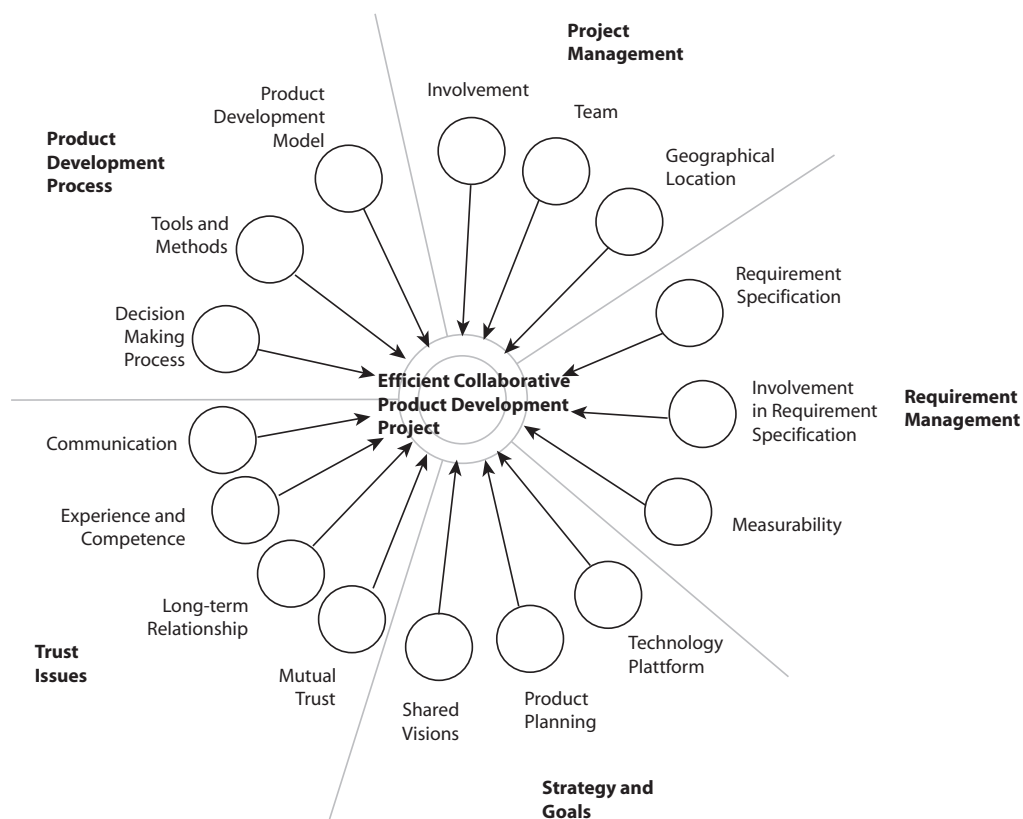 Project
Management
Involvement
Team
Geographical
Location
Product
Development
Model
Product
Development
Process
Tools and
Methods
Decision
Making
Process
Requirement
Specification
Involvement
in Requirement
Specification
Requirement
Management
Measurability
Efficient Collaborative
Product Development
Project
Communication
Experience and
Competence
Long-term
Relationship
Mutual
Trust
Trust
Issues
Shared
Visions
Product
Planning
Technology
Plattform
Strategy and
Goals